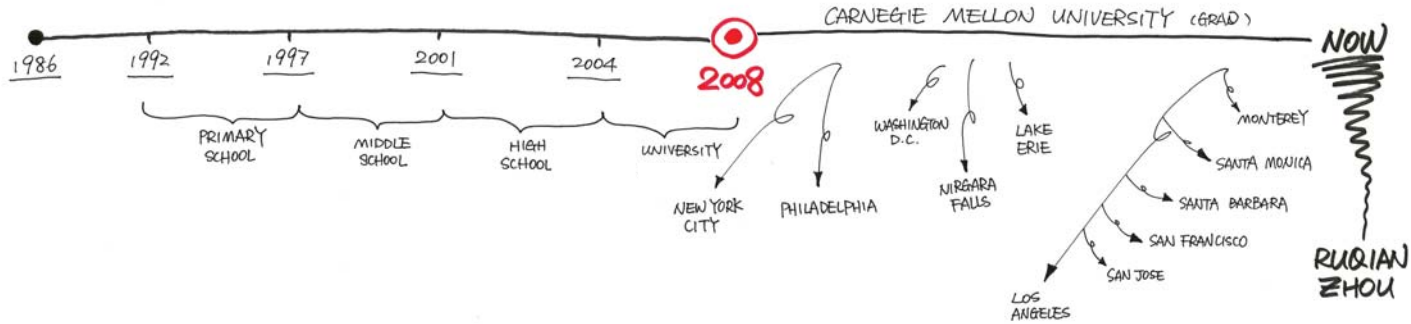 CARNEGIE MELLON UNIVERSITY (GRAD)
NOW
1986
1992
1997
2001
2004
2008
PRIMARY
SCHOOL
MIDDLE
SCHOOL
HIGH
SCHOOL
UNIVERSITY
NEW YORK
CITY
PHILADELPHIA
WASHINGTON
D.C.
NIRGARA
FALLS
LAKE
ERIE
MONTEREY
SANTA MONICA
SANTA BARBARA
SAN FRANCISCO
SAN JOSE
LOS
ANGELES
RUQIAN
ZHOU